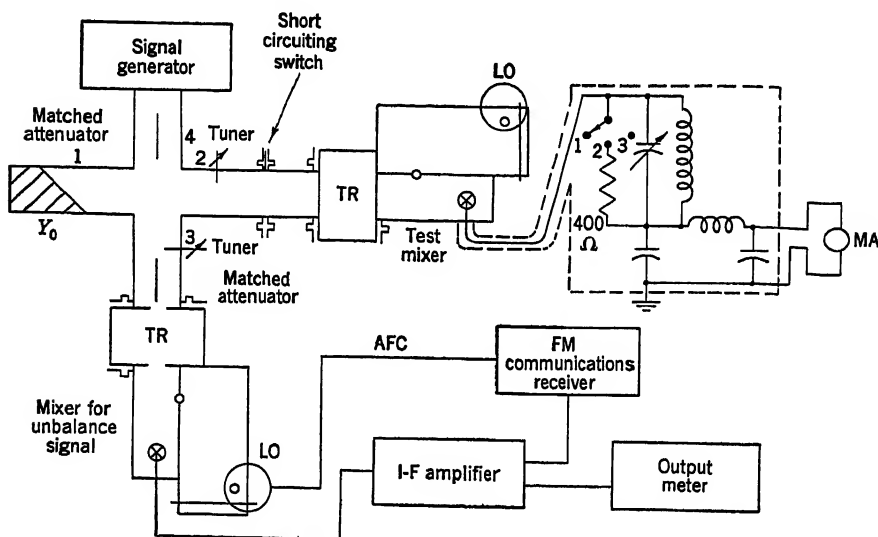 Signal
generator
Short
circuiting
switch
LO
Matched
attenuator
1
4
2
Tuner
1
2
3
TR
Y₀
Test
mixer
400
Ω
MA
3
Tuner
Matched
attenuator
TR
AFC
FM
communications
receiver
Mixer for
unbalance
signal
LO
I-F amplifier
Output
meter